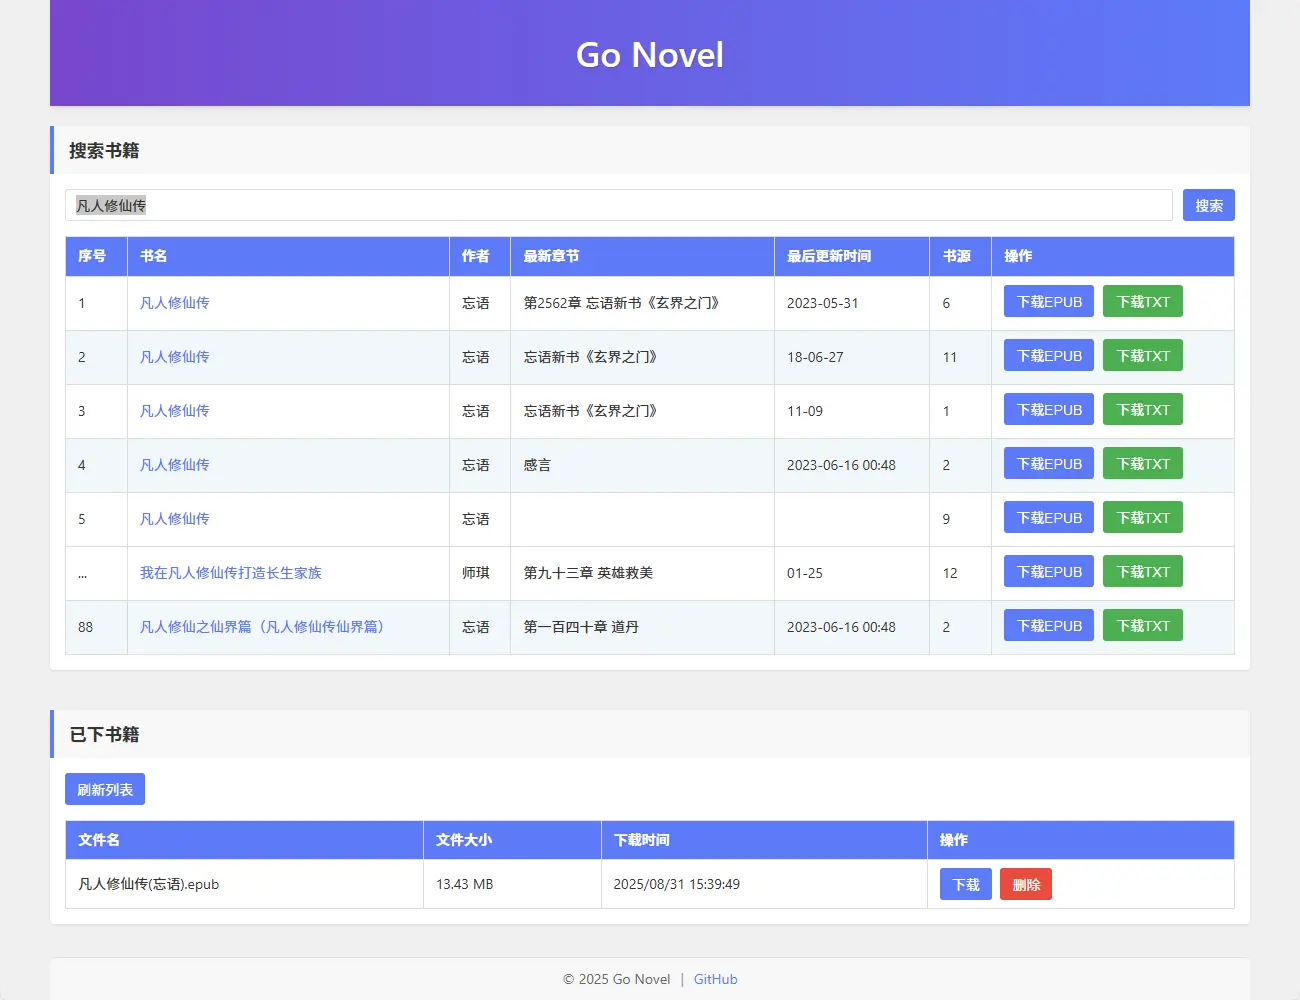 Go Novel
搜索书籍
凡人修仙传 搜索
序号 书名 作者 最新章节 最后更新时间 书源 操作
1 凡人修仙传 忘语 第2562章 忘语新书《玄界之门》 2023-05-31 6 下载EPUB 下载TXT
2 凡人修仙传 忘语 忘语新书《玄界之门》 18-06-27 11 下载EPUB 下载TXT
3 凡人修仙传 忘语 忘语新书《玄界之门》 11-09 1 下载EPUB 下载TXT
4 凡人修仙传 忘语 感言 2023-06-16 00:48 2 下载EPUB 下载TXT
5 凡人修仙传 忘语 9 下载EPUB 下载TXT
... 我在凡人修仙传打造长生家族 师琪 第九十三章 英雄救美 01-25 12 下载EPUB 下载TXT
88 凡人修仙之仙界篇（凡人修仙传仙界篇） 忘语 第一百四十章 道丹 2023-06-16 00:48 2 下载EPUB 下载TXT
已下书籍
刷新列表
文件名 文件大小 下载时间 操作
凡人修仙传(忘语).epub 13.43 MB 2025/08/31 15:39:49 下载 删除
© 2025 Go Novel | GitHub